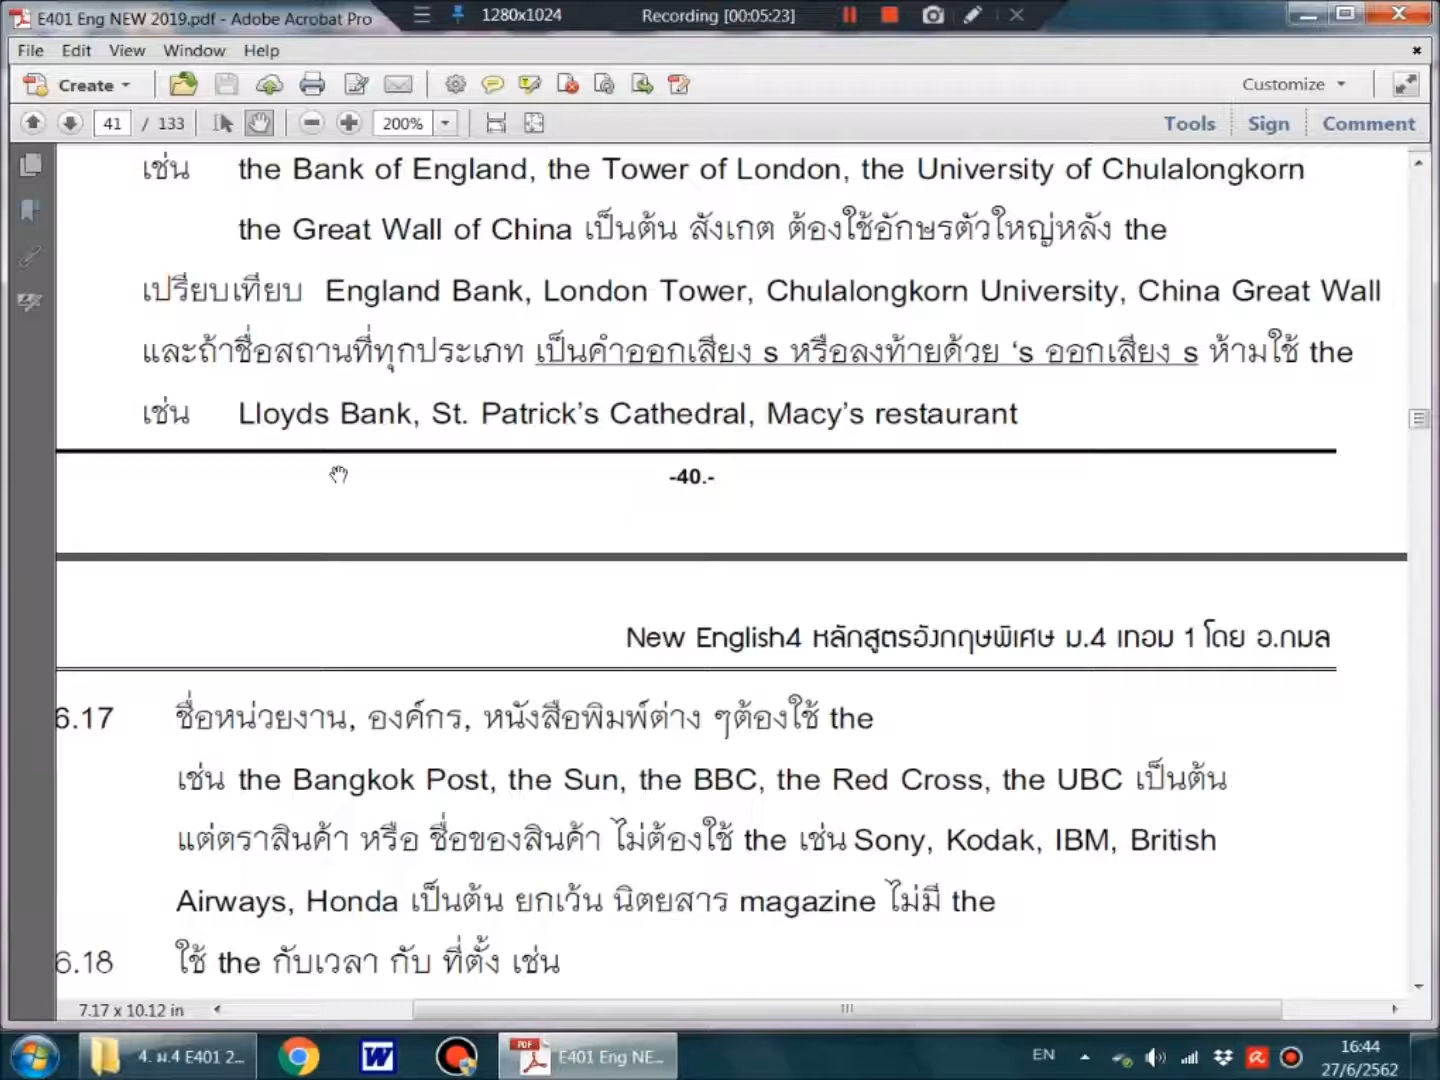 E401 Eng NEW 2019.pdf - Adobe Acrobat Pro
1280x1024
Recording [00:05:23]
File Edit View Window Help
Create
Customize
41 / 133
200%
Tools Sign Comment
เช่น the Bank of England, the Tower of London, the University of Chulalongkorn
the Great Wall of China เป็นต้น สังเกต ต้องใช้อักษรตัวใหญ่หลัง the
เปรียบเทียบ England Bank, London Tower, Chulalongkorn University, China Great Wall
และถ้าชื่อสถานที่ทุกประเภท เป็นคำออกเสียง s หรือลงท้ายด้วย ‘s ออกเสียง s ห้ามใช้ the
เช่น Lloyds Bank, St. Patrick’s Cathedral, Macy’s restaurant
-40.-
New English4 หลักสูตรอังกฤษพิเศษ ม.4 เทอม 1 โดย อ.กมล
6.17 ชื่อหน่วยงาน, องค์กร, หนังสือพิมพ์ต่าง ๆต้องใช้ the
เช่น the Bangkok Post, the Sun, the BBC, the Red Cross, the UBC เป็นต้น
แต่ตราสินค้า หรือ ชื่อของสินค้า ไม่ต้องใช้ the เช่น Sony, Kodak, IBM, British
Airways, Honda เป็นต้น ยกเว้น นิตยสาร magazine ไม่มี the
6.18 ใช้ the กับเวลา กับ ที่ตั้ง เช่น
7.17 x 10.12 in
4. ม.4 E401 2...
E401 Eng NE...
EN
16:44
27/6/2562